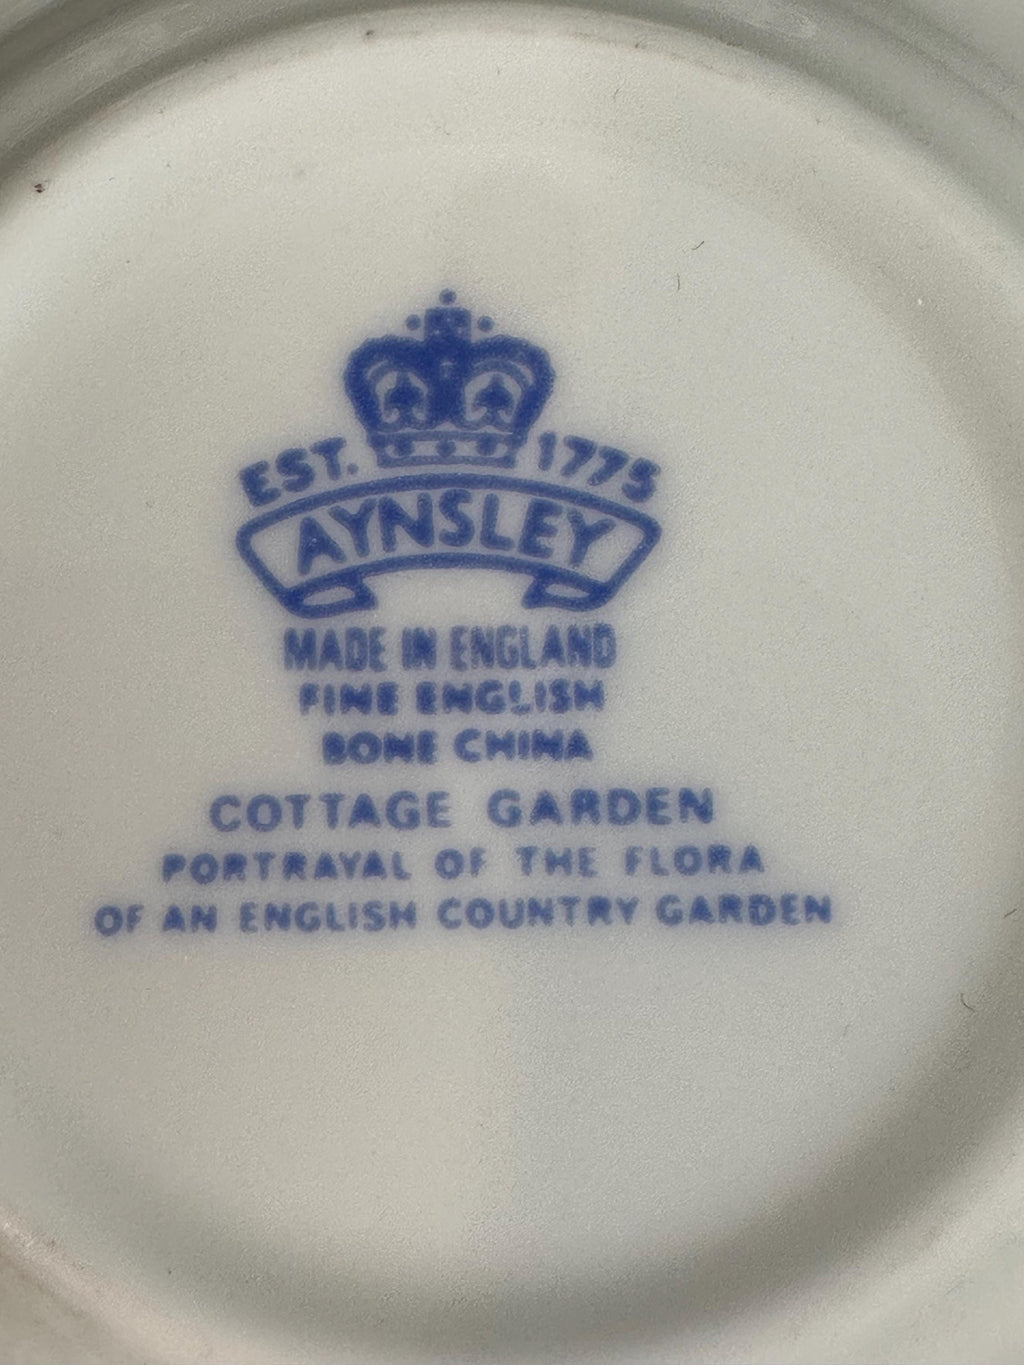 EST. 1775
AYNSLEY
MADE IN ENGLAND
FINE ENGLISH
BONE CHINA
COTTAGE GARDEN
PORTRAYAL OF THE FLORA
OF AN ENGLISH COUNTRY GARDEN